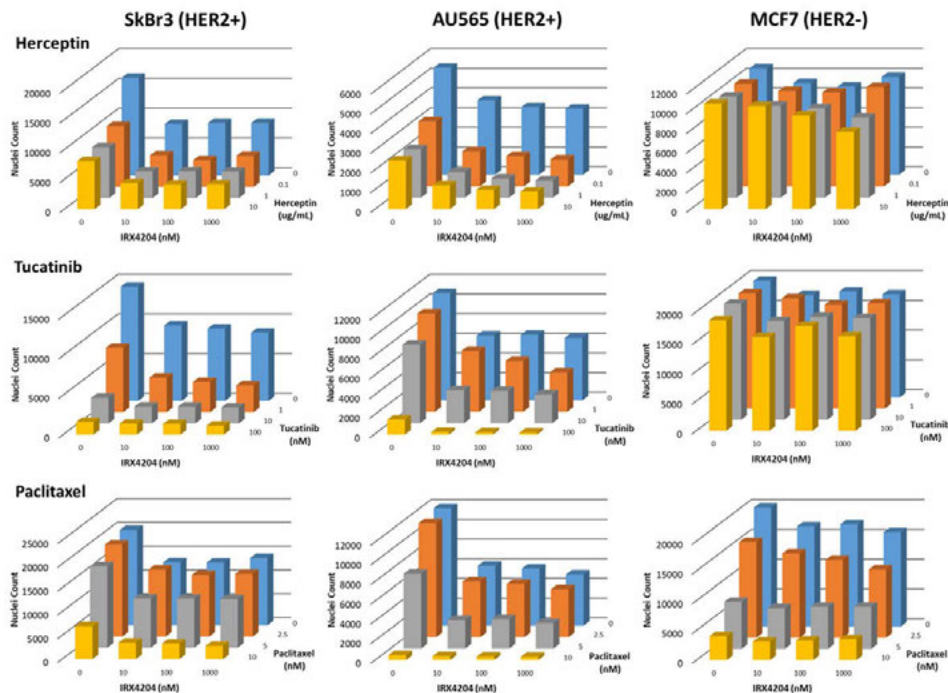 SkBr3 (HER2+) AU565 (HER2+) MCF7 (HER2-)
Herceptin
Nuclei Count 20000 15000 10000 5000 0
0 10 100 1000
0 0.1 1 10
Herceptin (ug/mL)
IRX4204 (nM)
Nuclei Count 6000 5000 4000 3000 2000 1000 0
0 10 100 1000
0 0.1 1 10
Herceptin (ug/mL)
IRX4204 (nM)
Nuclei Count 12000 10000 8000 6000 4000 2000 0
0 10 100 1000
0 0.1 1 10
Herceptin (ug/mL)
IRX4204 (nM)
Tucatinib
Nuclei Count 15000 10000 5000 0
0 10 100 1000
0 1 10 100
Tucatinib (nM)
IRX4204 (nM)
Nuclei Count 12000 10000 8000 6000 4000 2000 0
0 10 100 1000
0 1 10 100
Tucatinib (nM)
IRX4204 (nM)
Nuclei Count 20000 15000 10000 5000 0
0 10 100 1000
0 1 10 100
Tucatinib (nM)
IRX4204 (nM)
Paclitaxel
Nuclei Count 25000 20000 15000 10000 5000 0
0 10 100 1000
0 2.5 5 10
Paclitaxel (nM)
IRX4204 (nM)
Nuclei Count 12000 10000 8000 6000 4000 2000 0
0 10 100 1000
0 2.5 5 10
Paclitaxel (nM)
IRX4204 (nM)
Nuclei Count 20000 15000 10000 5000 0
0 10 100 1000
0 2.5 5 10
Paclitaxel (nM)
IRX4204 (nM)